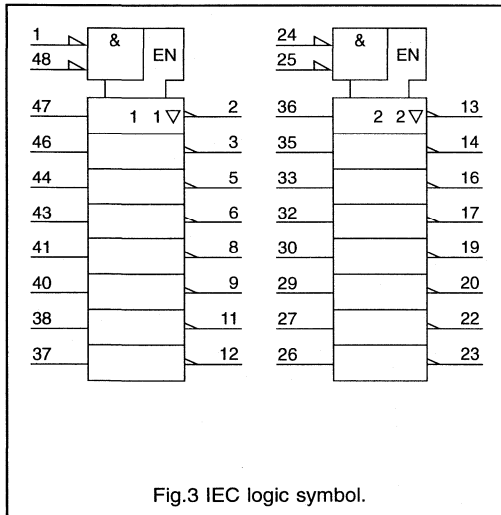 1 & EN 24 & EN
48 25
47 1 1 ▽ 2 36 2 2 ▽ 13
46 3 35 14
44 5 33 16
43 6 32 17
41 8 30 19
40 9 29 20
38 11 27 22
37 12 26 23
Fig.3 IEC logic symbol.